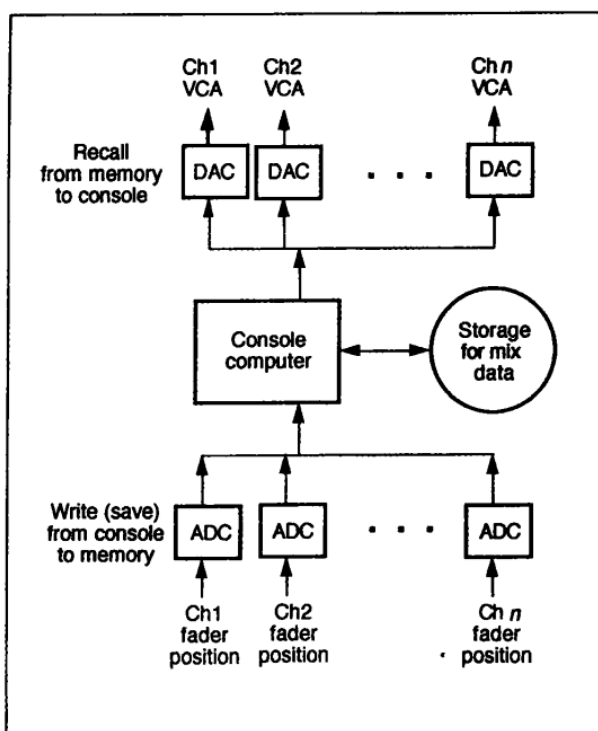 Ch1
VCA
Ch2
VCA
Ch n
VCA
Recall
from memory
to console
DAC
DAC
. . .
DAC
Console
computer
Storage
for mix
data
Write (save)
from console
to memory
ADC
ADC
. . .
ADC
Ch1
fader
position
Ch2
fader
position
Ch n
fader
position